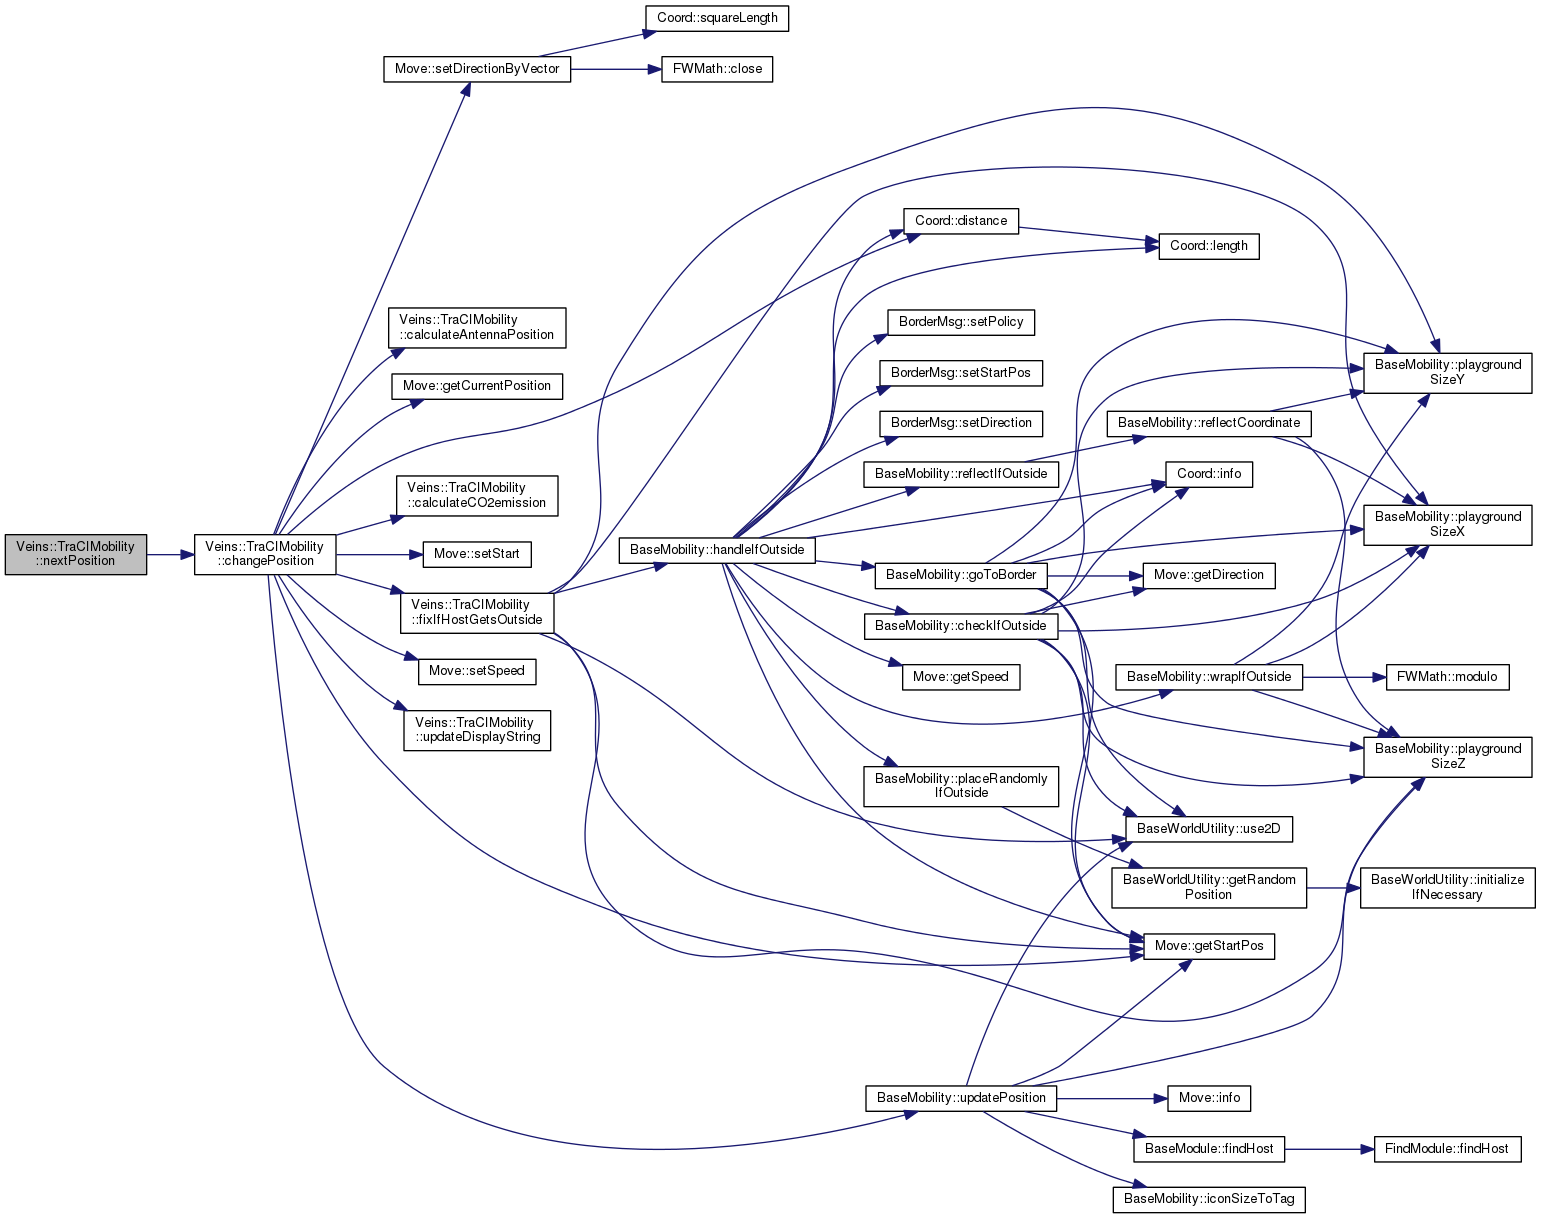 Coord::squareLength
Move::setDirectionByVector
FWMath::close
Coord::distance
Coord::length
Veins::TraCIMobility
::calculateAntennaPosition
BorderMsg::setPolicy
BaseMobility::playground
SizeY
Move::getCurrentPosition
BorderMsg::setStartPos
BorderMsg::setDirection
BaseMobility::reflectCoordinate
BaseMobility::reflectIfOutside
Coord::info
Veins::TraCIMobility
::calculateCO2emission
BaseMobility::playground
SizeX
Veins::TraCIMobility
::nextPosition
Veins::TraCIMobility
::changePosition
Move::setStart
BaseMobility::handleIfOutside
BaseMobility::goToBorder
Move::getDirection
Veins::TraCIMobility
::fixIfHostGetsOutside
BaseMobility::checkIfOutside
Move::setSpeed
Move::getSpeed
BaseMobility::wrapIfOutside
FWMath::modulo
Veins::TraCIMobility
::updateDisplayString
BaseMobility::playground
SizeZ
BaseMobility::placeRandomly
IfOutside
BaseWorldUtility::use2D
BaseWorldUtility::getRandom
Position
BaseWorldUtility::initialize
IfNecessary
Move::getStartPos
BaseMobility::updatePosition
Move::info
BaseModule::findHost
FindModule::findHost
BaseMobility::iconSizeToTag